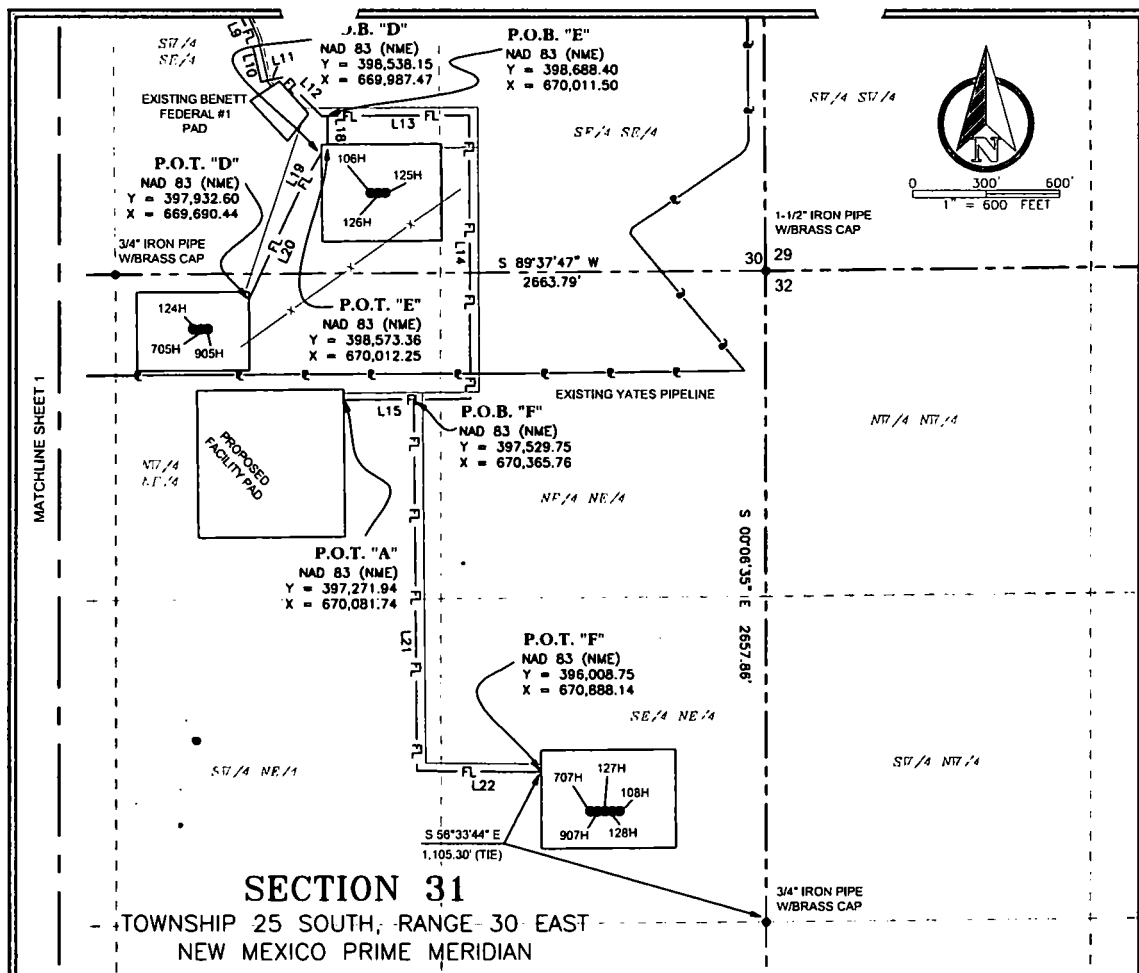 SW/4
SE/4
L9
FL
L10
L11
FL
L12
.B. "D"
NAD 83 (NME)
Y = 398,538.15
X = 669,987.47
P.O.B. "E"
NAD 83 (NME)
Y = 398,688.40
X = 670,011.50
SW/4 SW/4
EXISTING BENETT
FEDERAL #1
PAD
L18
FL
L13
FL
SE/4 SE/4
N
0 300' 600'
1" = 600 FEET
P.O.T. "D"
NAD 83 (NME)
Y = 397,932.60
X = 669,690.44
106H
125H
126H
L19
FL
FL
L20
L14
3/4" IRON PIPE
W/BRASS CAP
1-1/2" IRON PIPE
W/BRASS CAP
S 89°37'47" W
2663.79'
30 29
32
124H
705H
905H
P.O.T. "E"
NAD 83 (NME)
Y = 398,573.36
X = 670,012.25
EXISTING YATES PIPELINE
MATCHLINE SHEET 1
L15
FL
P.O.B. "F"
NAD 83 (NME)
Y = 397,529.75
X = 670,365.76
NW/4 NW/4
PROPOSED
FACILITY PAD
NW/4
NE/4
NE/4 NE/4
P.O.T. "A"
NAD 83 (NME)
Y = 397,271.94
X = 670,081.74
S 00°06'35" E 2657.86'
L21
FL
P.O.T. "F"
NAD 83 (NME)
Y = 396,008.75
X = 670,888.14
SE/4 NE/4
SW/4 NE/4
SW/4 NW/4
FL
L22
707H
127H
108H
907H
128H
S 56°33'44" E
1,105.30' (TIE)
3/4" IRON PIPE
W/BRASS CAP
SECTION 31
TOWNSHIP 25 SOUTH, RANGE 30 EAST
NEW MEXICO PRIME MERIDIAN